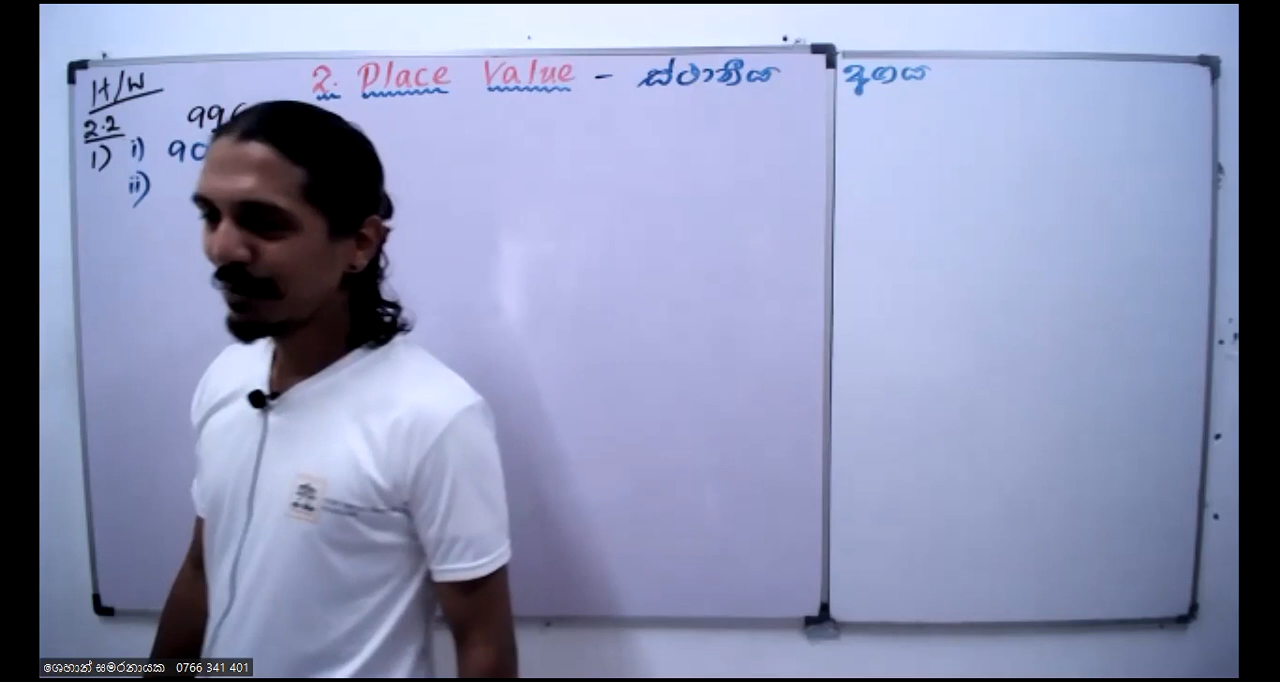 H/W
2. Place Value - ස්ථානීය අගය
2.2
1) i) 90
ii)
ශෙහාන් සමරනායක 0766 341 401